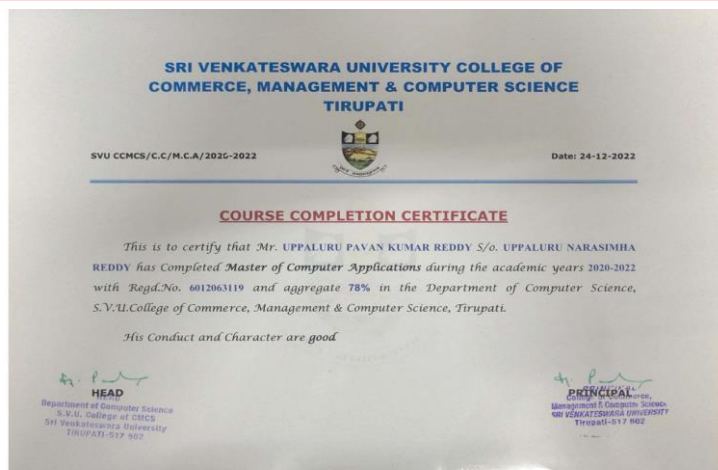 SRI VENKATESWARA UNIVERSITY COLLEGE OF
COMMERCE, MANAGEMENT & COMPUTER SCIENCE
TIRUPATI
SVU CCMCS/C.C/M.C.A/2020-2022
Date: 24-12-2022
COURSE COMPLETION CERTIFICATE
This is to certify that Mr. UPPALURU PAVAN KUMAR REDDY S/o. UPPALURU NARASIMHA
REDDY has Completed Master of Computer Applications during the academic years 2020-2022
with Regd.No. 6012063119 and aggregate 78% in the Department of Computer Science,
S.V.U.College of Commerce, Management & Computer Science, Tirupati.
His Conduct and Character are good
HEAD
HEAD
Department of Computer Science
S.V.U. College of CMCS
Sri Venkateswara University
TIRUPATI-517 502
PRINCIPAL
PRINCIPAL
College of Commerce,
Management & Computer Science
SRI VENKATESWARA UNIVERSITY
Tirupati-517 502